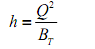 h = Q² / B_T